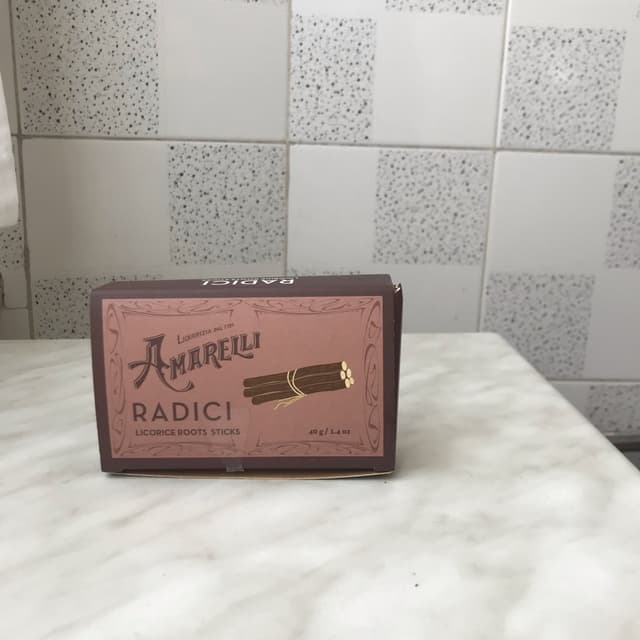 RADICI
LIQUIRIZIA DAL 1731
AMARELLI
RADICI
LICORICE ROOTS STICKS
40 g / 1.4 oz